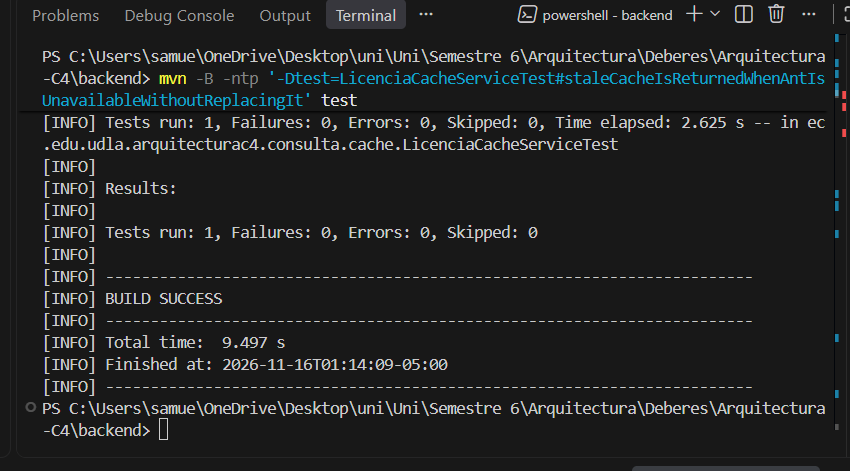 Problems Debug Console Output Terminal ··· powershell - backend
PS C:\Users\samue\OneDrive\Desktop\uni\Uni\Semestre 6\Arquitectura\Deberes\Arquitectura
-C4\backend> mvn -B -ntp '-Dtest=LicenciaCacheServiceTest#staleCacheIsReturnedWhenAntIs
UnavailableWithoutReplacingIt' test
[INFO] Tests run: 1, Failures: 0, Errors: 0, Skipped: 0, Time elapsed: 2.625 s -- in ec
.edu.udla.arquitecturac4.consulta.cache.LicenciaCacheServiceTest
[INFO]
[INFO] Results:
[INFO]
[INFO] Tests run: 1, Failures: 0, Errors: 0, Skipped: 0
[INFO]
[INFO] ------------------------------------------------------------------------
[INFO] BUILD SUCCESS
[INFO] ------------------------------------------------------------------------
[INFO] Total time:  9.497 s
[INFO] Finished at: 2026-11-16T01:14:09-05:00
[INFO] ------------------------------------------------------------------------
PS C:\Users\samue\OneDrive\Desktop\uni\Uni\Semestre 6\Arquitectura\Deberes\Arquitectura
-C4\backend>